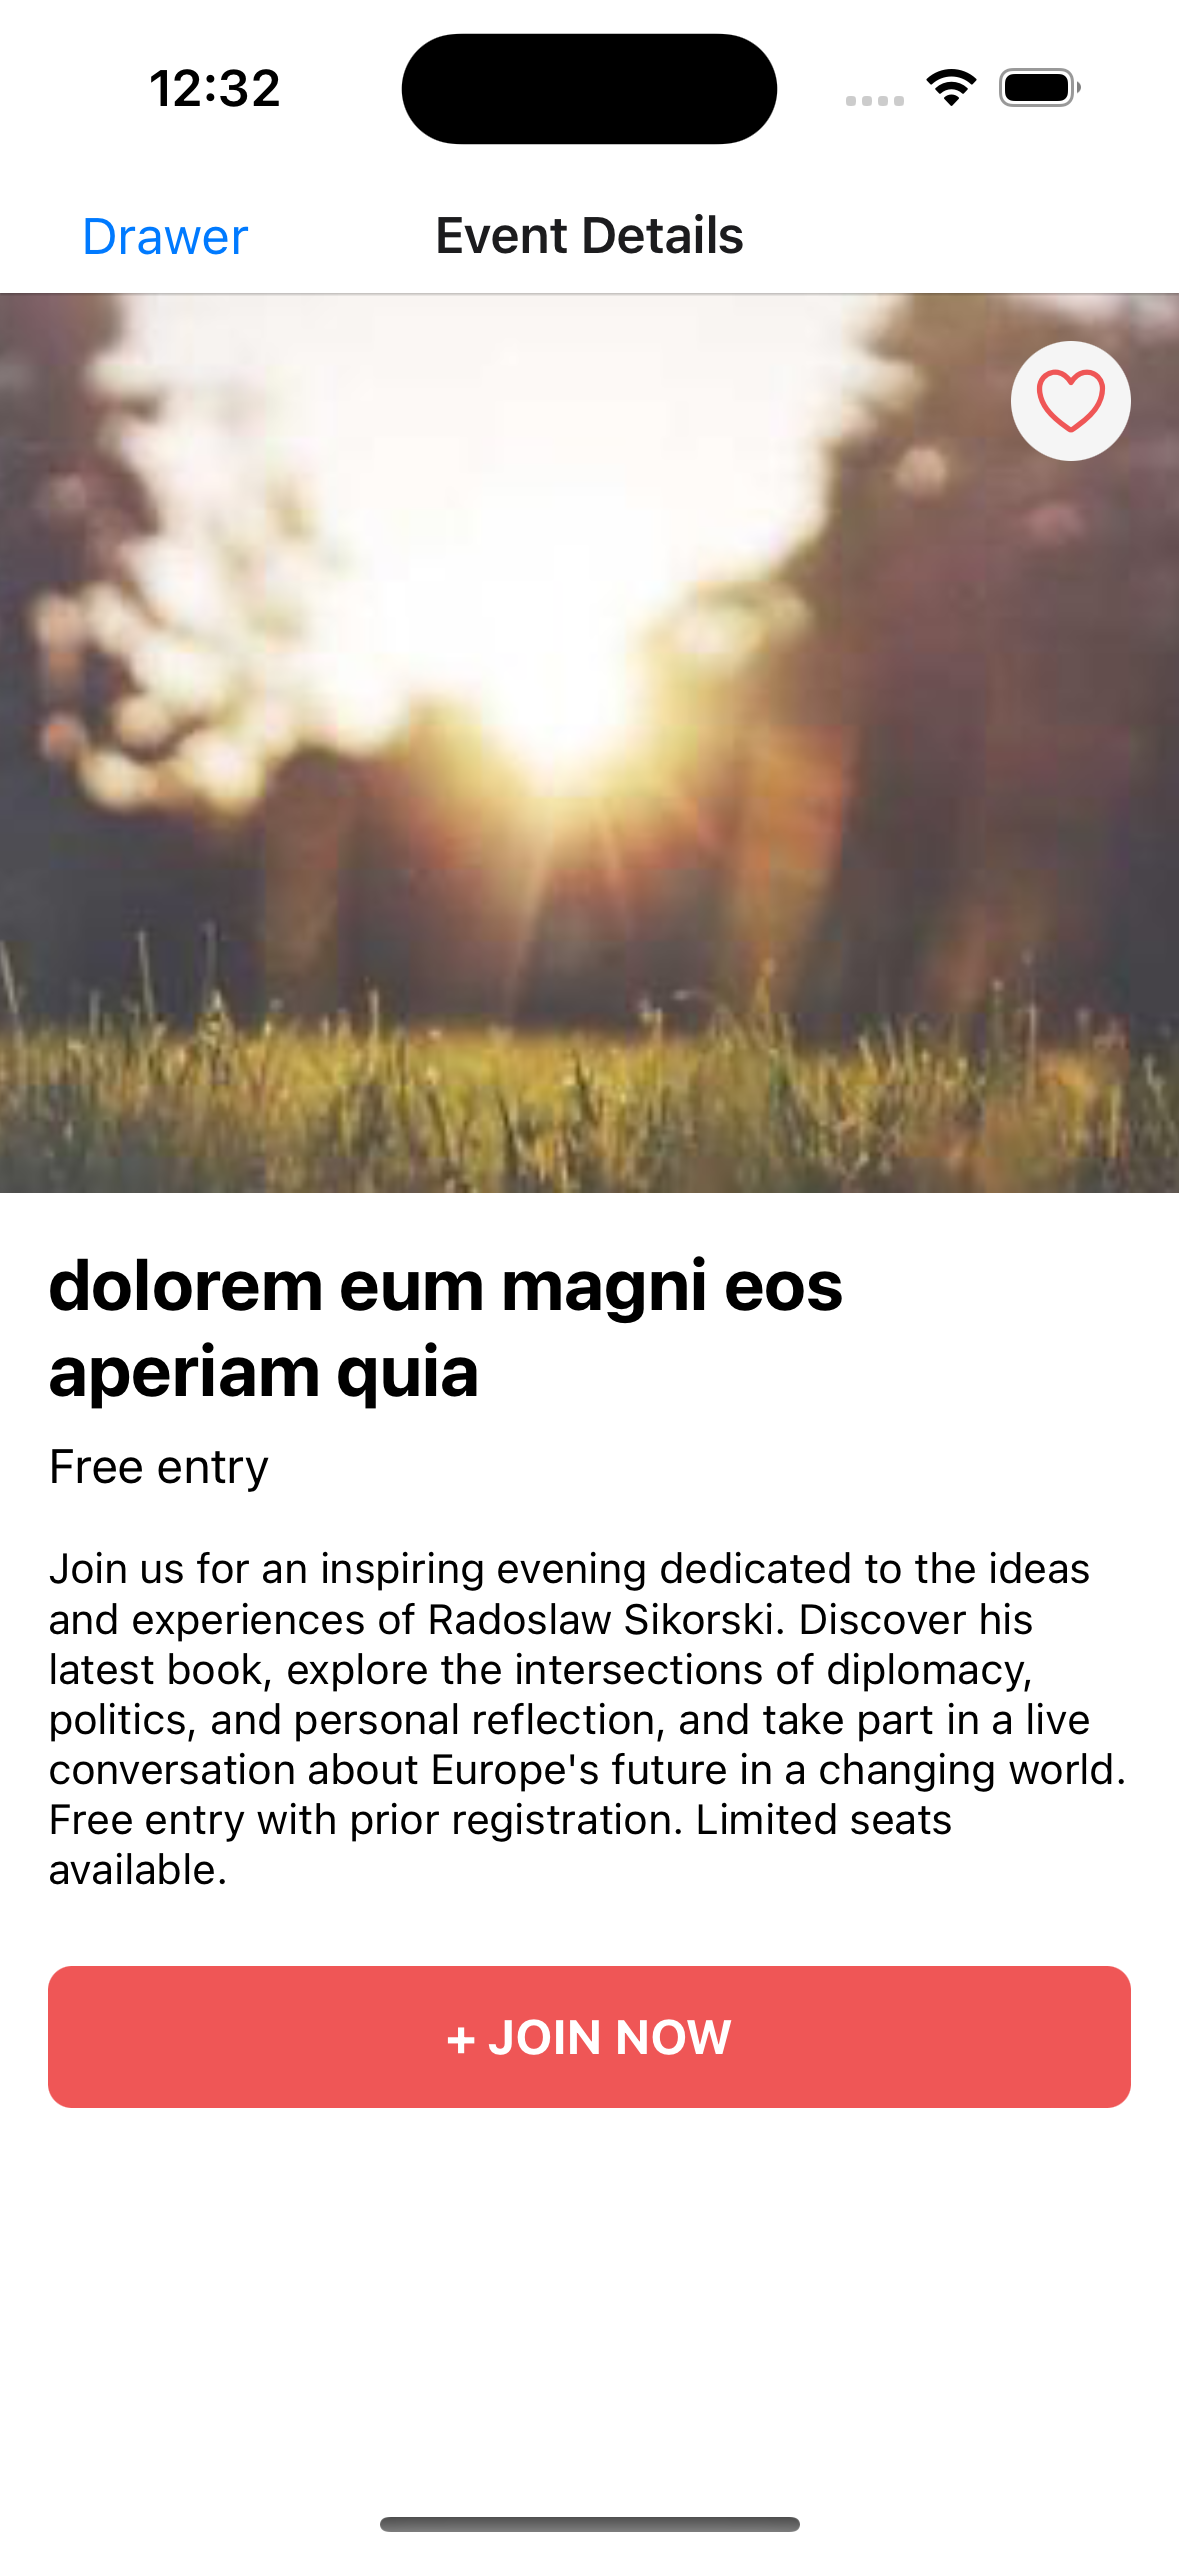 12:32
Drawer
Event Details
dolorem eum magni eos
aperiam quia
Free entry
Join us for an inspiring evening dedicated to the ideas
and experiences of Radoslaw Sikorski. Discover his
latest book, explore the intersections of diplomacy,
politics, and personal reflection, and take part in a live
conversation about Europe's future in a changing world.
Free entry with prior registration. Limited seats
available.
+ JOIN NOW